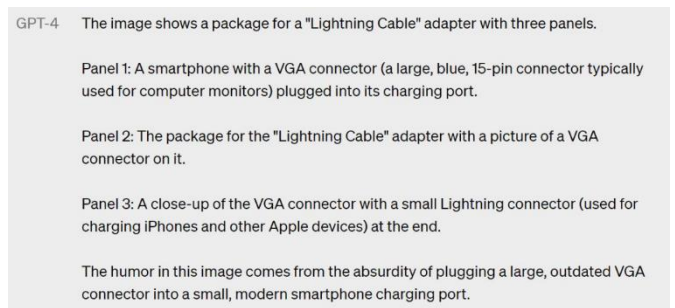 GPT-4 The image shows a package for a "Lightning Cable" adapter with three panels.
Panel 1: A smartphone with a VGA connector (a large, blue, 15-pin connector typically
used for computer monitors) plugged into its charging port.
Panel 2: The package for the "Lightning Cable" adapter with a picture of a VGA
connector on it.
Panel 3: A close-up of the VGA connector with a small Lightning connector (used for
charging iPhones and other Apple devices) at the end.
The humor in this image comes from the absurdity of plugging a large, outdated VGA
connector into a small, modern smartphone charging port.